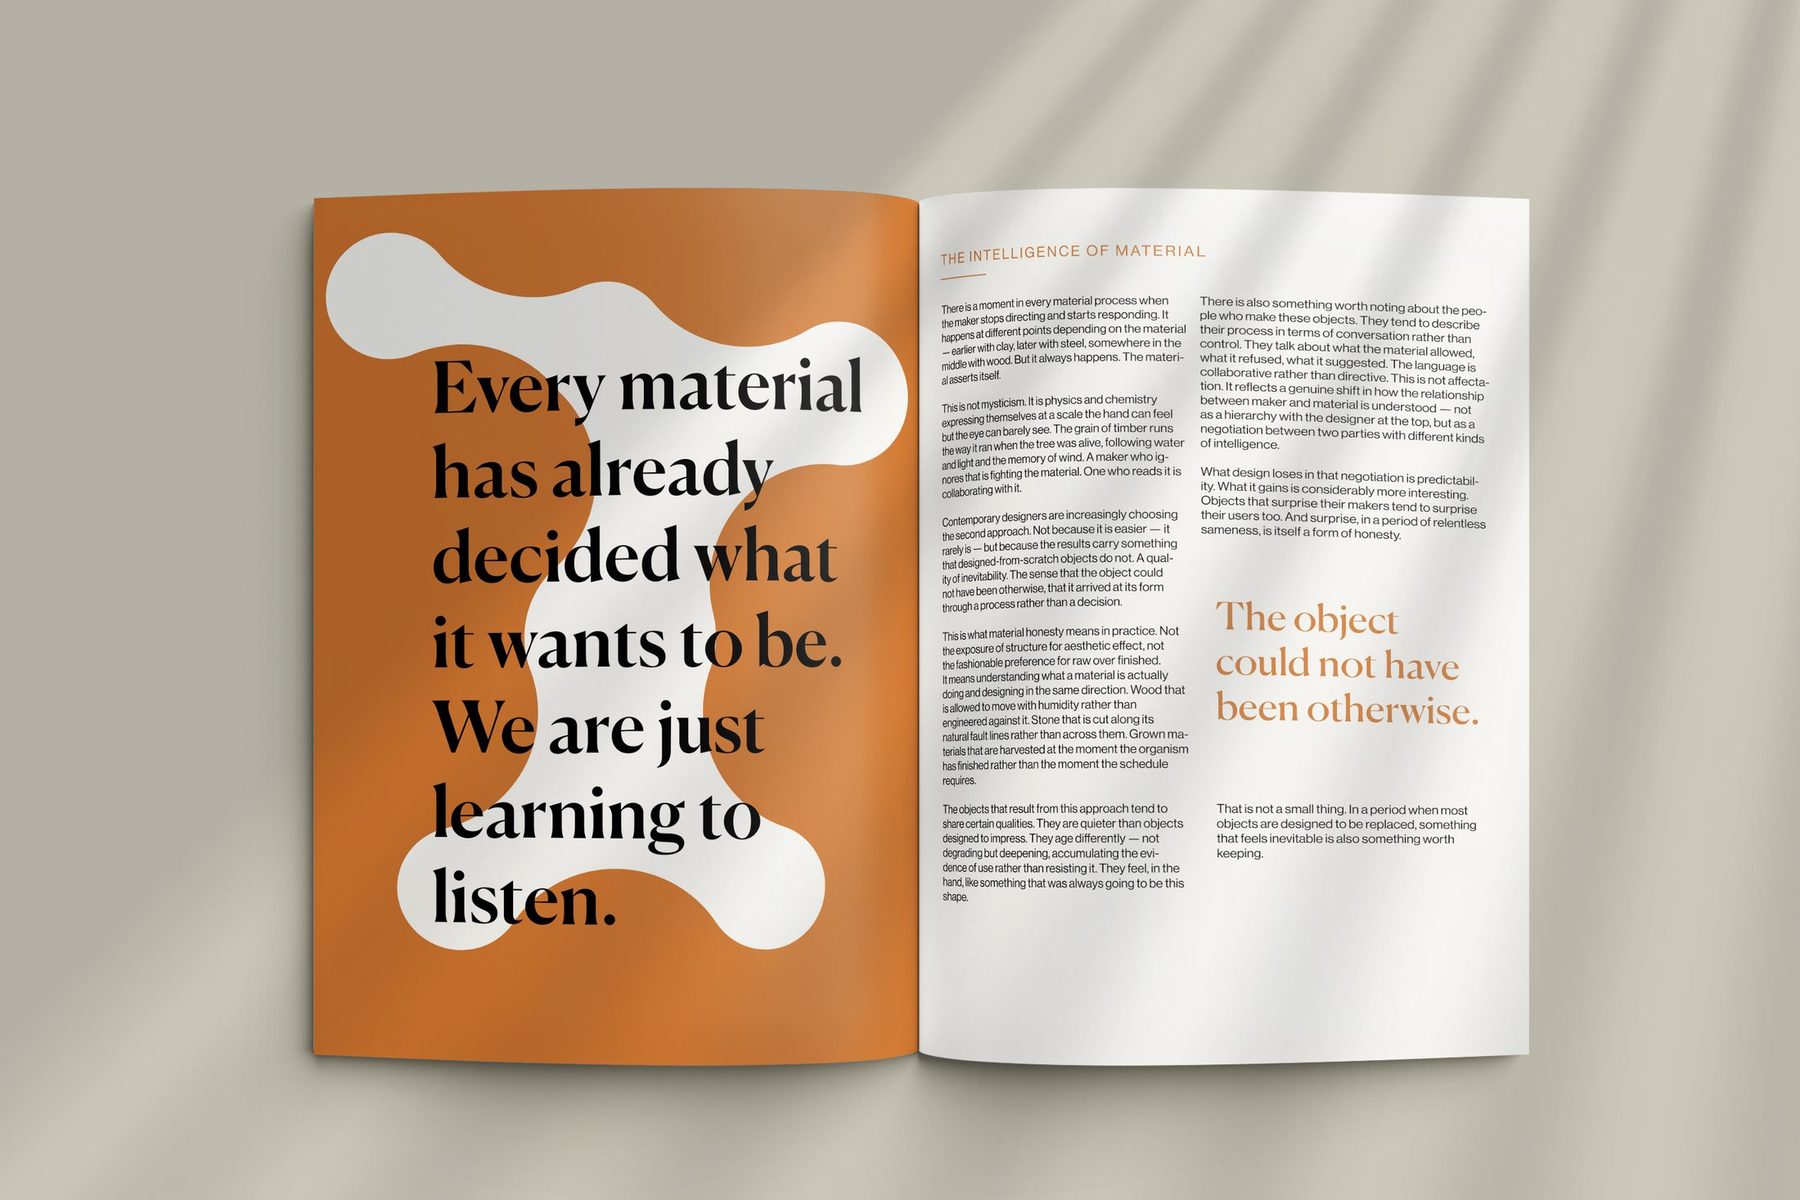 Every material
has already
decided what
it wants to be.
We are just
learning to
listen.
THE INTELLIGENCE OF MATERIAL
There is a moment in every material process when
the maker stops directing and starts responding. It
happens at different points depending on the material
— earlier with clay, later with steel, somewhere in the
middle with wood. But it always happens. The materi-
al asserts itself.
This is not mysticism. It is physics and chemistry
expressing themselves at a scale the hand can feel
but the eye can barely see. The grain of timber runs
the way it ran when the tree was alive, following water
and light and the memory of wind. A maker who ig-
nores that is fighting the material. One who reads it is
collaborating with it.
Contemporary designers are increasingly choosing
the second approach. Not because it is easier — it
rarely is — but because the results carry something
that designed-from-scratch objects do not. A qual-
ity of inevitability. The sense that the object could
not have been otherwise, that it arrived at its form
through a process rather than a decision.
This is what material honesty means in practice. Not
the exposure of structure for aesthetic effect, not
the fashionable preference for raw over finished.
It means understanding what a material is actually
doing and designing in the same direction. Wood that
is allowed to move with humidity rather than
engineered against it. Stone that is cut along its
natural fault lines rather than across them. Grown ma-
terials that are harvested at the moment the organism
has finished rather than the moment the schedule
requires.
The objects that result from this approach tend to
share certain qualities. They are quieter than objects
designed to impress. They age differently — not
degrading but deepening, accumulating the evi-
dence of use rather than resisting it. They feel, in the
hand, like something that was always going to be this
shape.
There is also something worth noting about the peo-
ple who make these objects. They tend to describe
their process in terms of conversation rather than
control. They talk about what the material allowed,
what it refused, what it suggested. The language is
collaborative rather than directive. This is not affecta-
tion. It reflects a genuine shift in how the relationship
between maker and material is understood — not
as a hierarchy with the designer at the top, but as a
negotiation between two parties with different kinds
of intelligence.
What design loses in that negotiation is predictabil-
ity. What it gains is considerably more interesting.
Objects that surprise their makers tend to surprise
their users too. And surprise, in a period of relentless
sameness, is itself a form of honesty.
The object
could not have
been otherwise.
That is not a small thing. In a period when most
objects are designed to be replaced, something
that feels inevitable is also something worth
keeping.